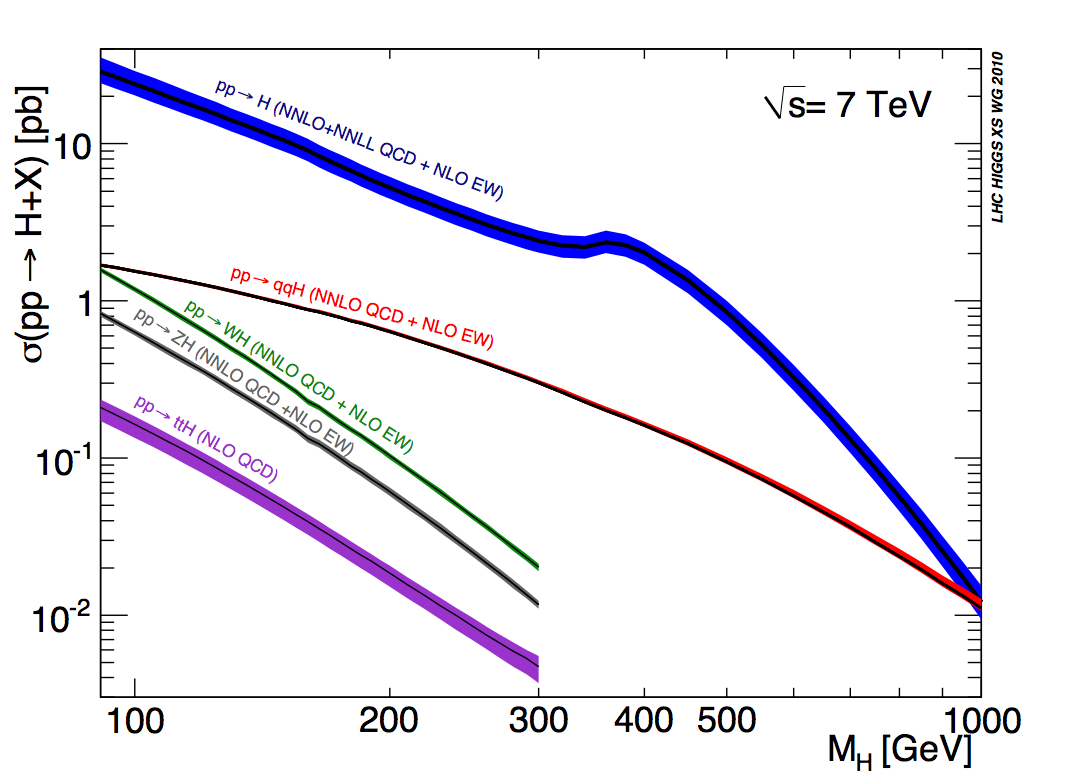 σ(pp → H+X) [pb]
10
1
10⁻¹
10⁻²
√s= 7 TeV
LHC HIGGS XS WG 2010
pp→ H (NNLO+NNLL QCD + NLO EW)
pp→ qqH (NNLO QCD + NLO EW)
pp→ WH (NNLO QCD + NLO EW)
pp→ ZH (NNLO QCD +NLO EW)
pp→ ttH (NLO QCD)
100 200 300 400 500 1000
M_H [GeV]